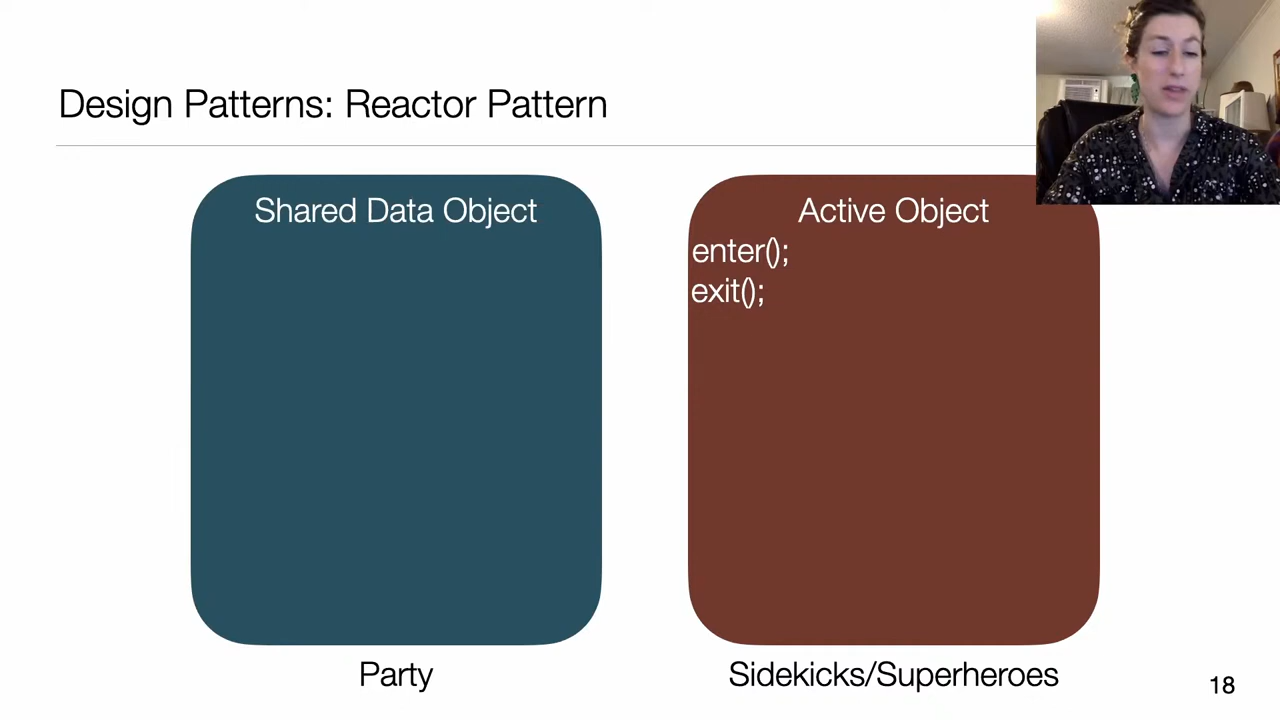 Design Patterns: Reactor Pattern
Shared Data Object
Active Object
enter();
exit();
Party
Sidekicks/Superheroes
18